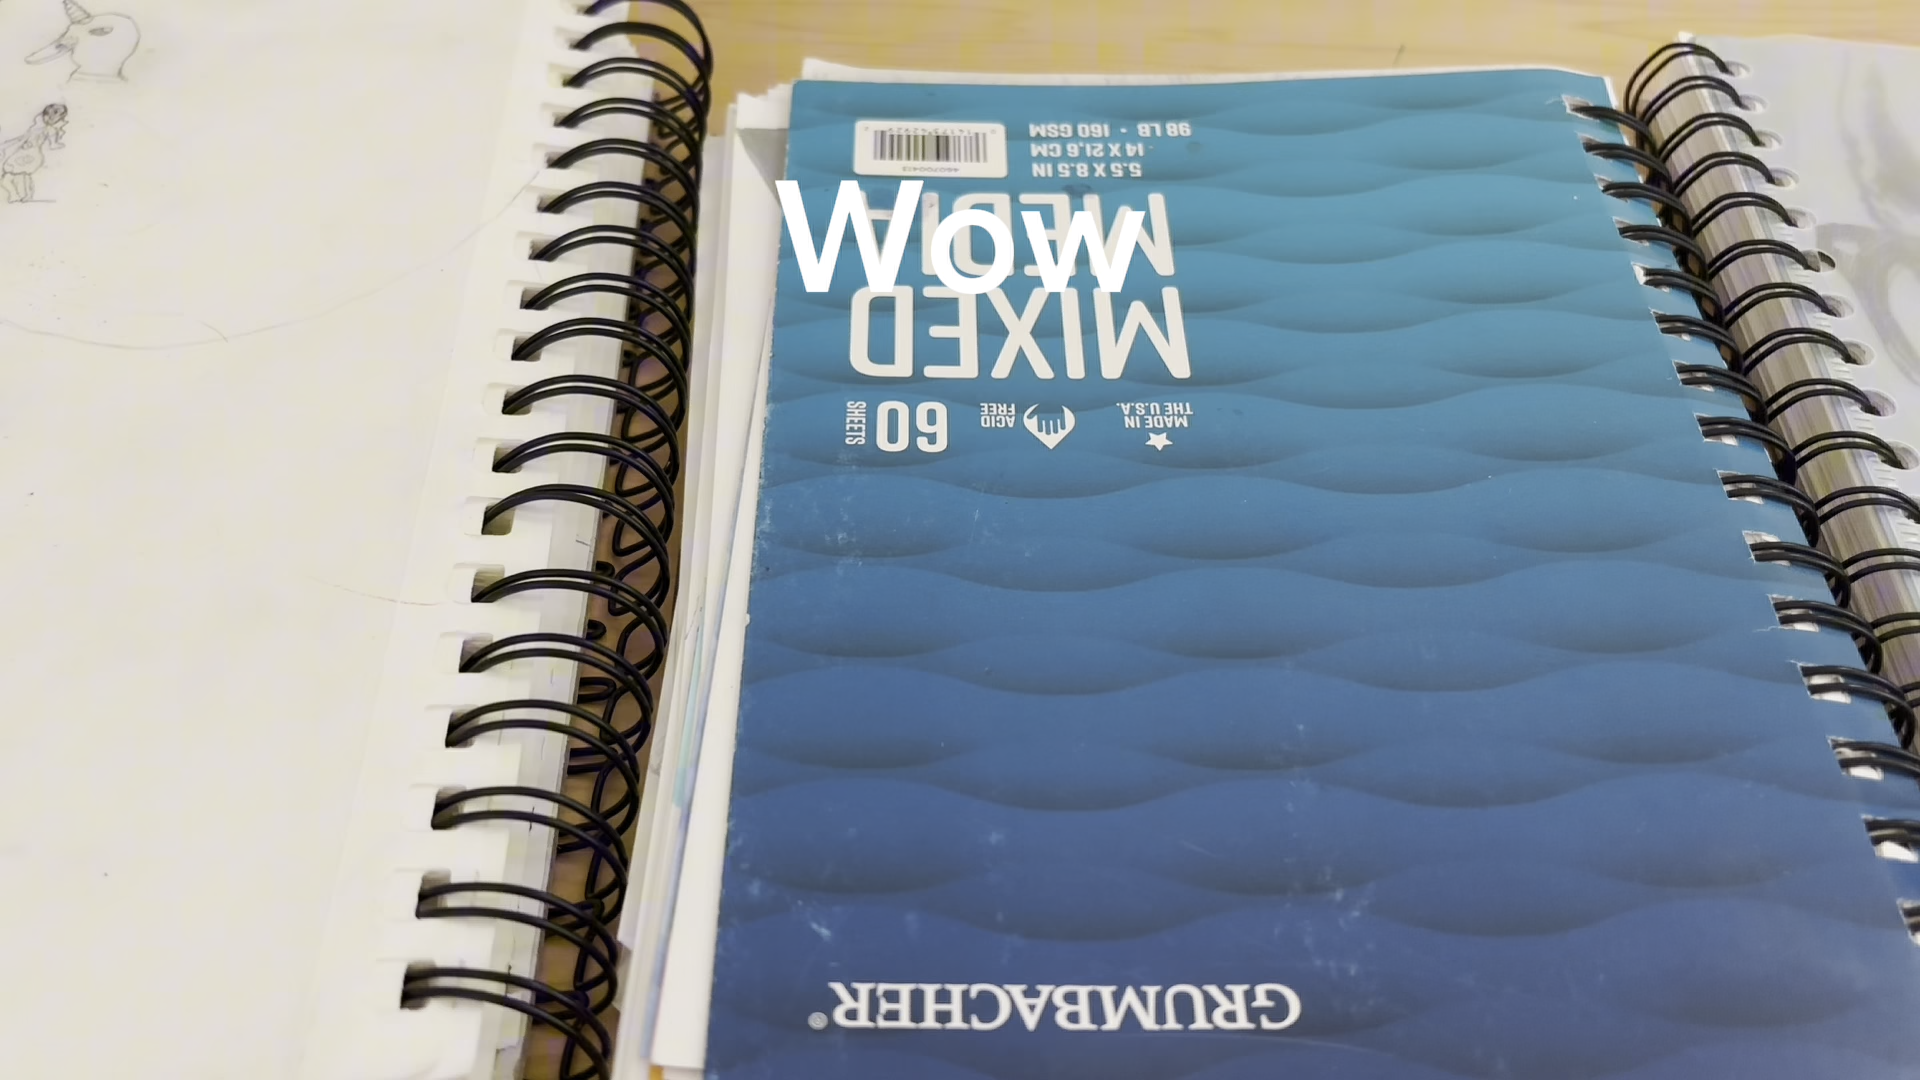 Wow
GRUMBACHER®
MADE IN
THE U.S.A.
ACID
FREE
60
SHEETS
MIXED
MEDIA
5.5 X 8.5 IN
14 X 21.6 CM
98 LB • 160 GSM